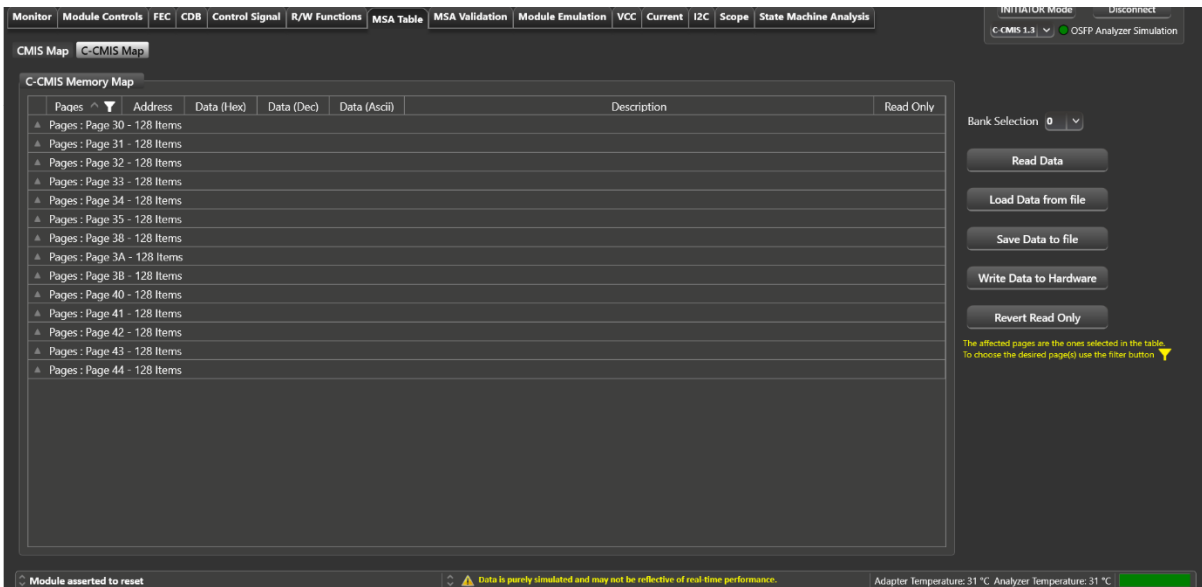 INITIATOR Mode Disconnect
Monitor Module Controls FEC CDB Control Signal R/W Functions MSA Table MSA Validation Module Emulation VCC Current I2C Scope State Machine Analysis
C-CMIS 1.3 OSFP Analyzer Simulation
CMIS Map C-CMIS Map
C-CMIS Memory Map
Pages Address Data (Hex) Data (Dec) Data (Ascii) Description Read Only
Pages : Page 30 - 128 Items
Pages : Page 31 - 128 Items
Pages : Page 32 - 128 Items
Pages : Page 33 - 128 Items
Pages : Page 34 - 128 Items
Pages : Page 35 - 128 Items
Pages : Page 38 - 128 Items
Pages : Page 3A - 128 Items
Pages : Page 3B - 128 Items
Pages : Page 40 - 128 Items
Pages : Page 41 - 128 Items
Pages : Page 42 - 128 Items
Pages : Page 43 - 128 Items
Pages : Page 44 - 128 Items
Bank Selection 0
Read Data
Load Data from file
Save Data to file
Write Data to Hardware
Revert Read Only
The affected pages are the ones selected in the table.
To choose the desired page(s) use the filter button
Module asserted to reset
Data is purely simulated and may not be reflective of real-time performance.
Adapter Temperature: 31 °C Analyzer Temperature: 31 °C